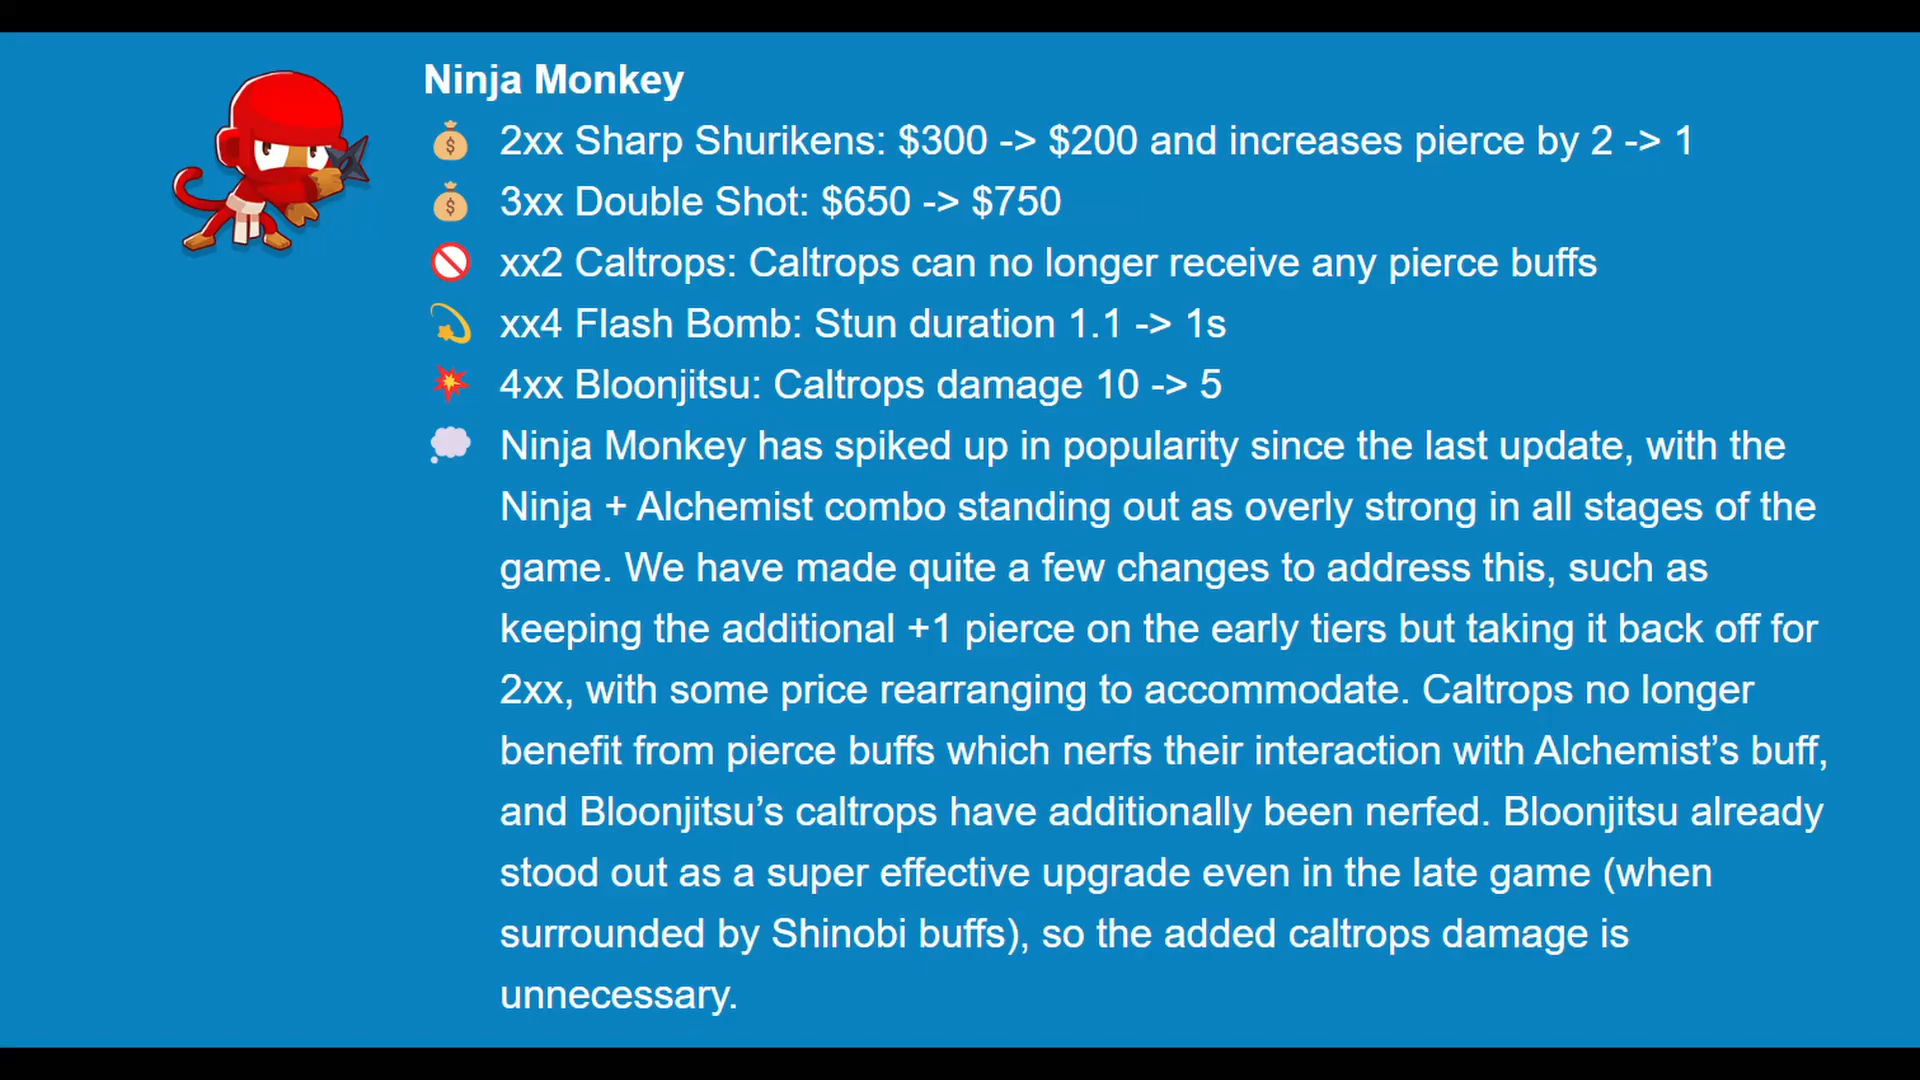 Ninja Monkey
2xx Sharp Shurikens: $300 -> $200 and increases pierce by 2 -> 1
3xx Double Shot: $650 -> $750
xx2 Caltrops: Caltrops can no longer receive any pierce buffs
xx4 Flash Bomb: Stun duration 1.1 -> 1s
4xx Bloonjitsu: Caltrops damage 10 -> 5
Ninja Monkey has spiked up in popularity since the last update, with the
Ninja + Alchemist combo standing out as overly strong in all stages of the
game. We have made quite a few changes to address this, such as
keeping the additional +1 pierce on the early tiers but taking it back off for
2xx, with some price rearranging to accommodate. Caltrops no longer
benefit from pierce buffs which nerfs their interaction with Alchemist’s buff,
and Bloonjitsu’s caltrops have additionally been nerfed. Bloonjitsu already
stood out as a super effective upgrade even in the late game (when
surrounded by Shinobi buffs), so the added caltrops damage is
unnecessary.